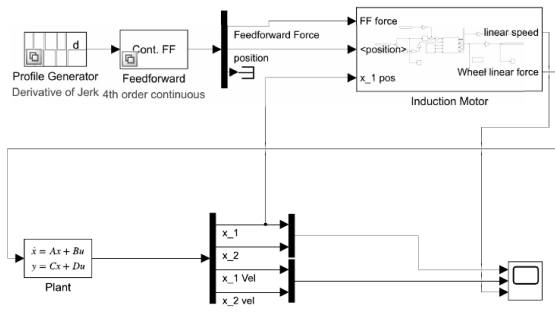 d
Profile Generator
Derivative of Jerk
Cont. FF
Feedforward
4th order continuous
Feedforward Force
position
FF force
<position>
x_1 pos
linear speed
Wheel linear force
Induction Motor
ẋ = Ax + Bu
y = Cx + Du
Plant
x_1
x_2
x_1 Vel
x_2 vel